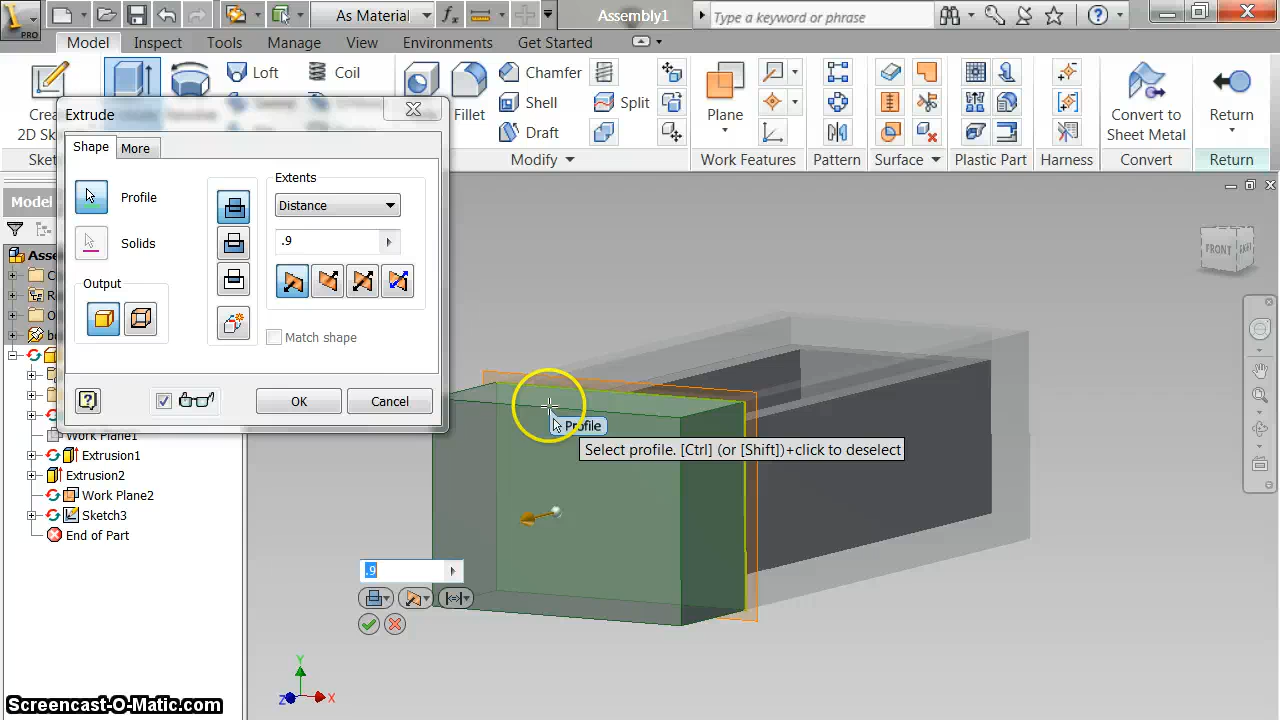 As Material
Assembly1
Type a keyword or phrase
PRO
Model
Inspect
Tools
Manage
View
Environments
Get Started
Loft
Coil
Chamfer
Shell
Split
Draft
Fillet
Plane
Convert to
Sheet Metal
Return
2D
Modify
Work Features
Pattern
Surface
Plastic Part
Harness
Convert
Return
Extrude
Shape
More
Profile
Solids
Output
Extents
Distance
.9
Match shape
OK
Cancel
Model
Work Plane1
Extrusion1
Extrusion2
Work Plane2
Sketch3
End of Part
FRONT
Profile
Select profile. [Ctrl] (or [Shift])+click to deselect
.9
Y
Z
X
Screencast-O-Matic.com